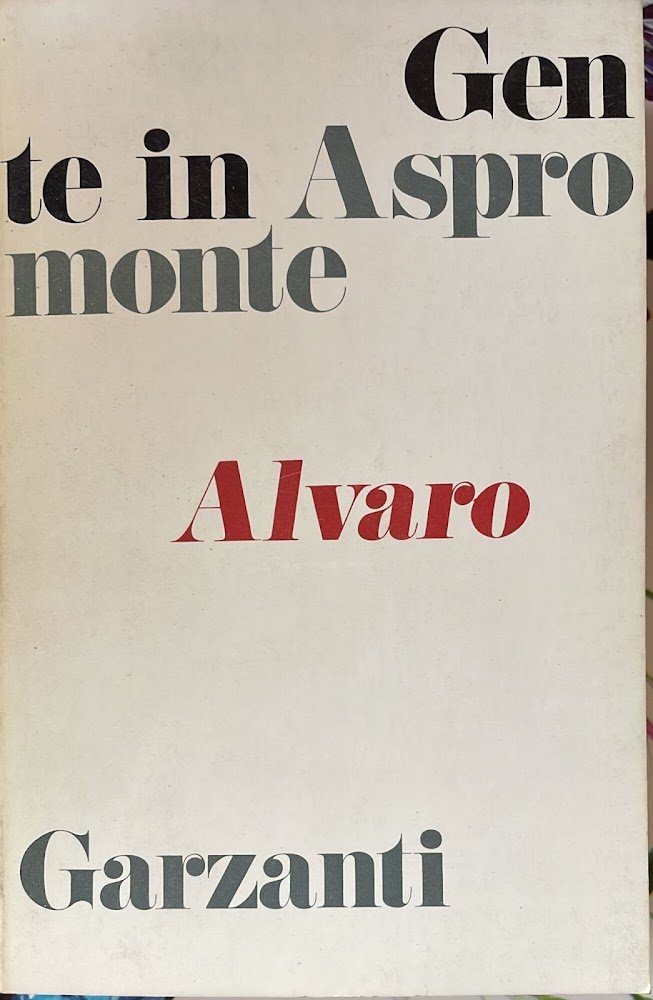 Gen
te in Aspro
monte
Alvaro
Garzanti